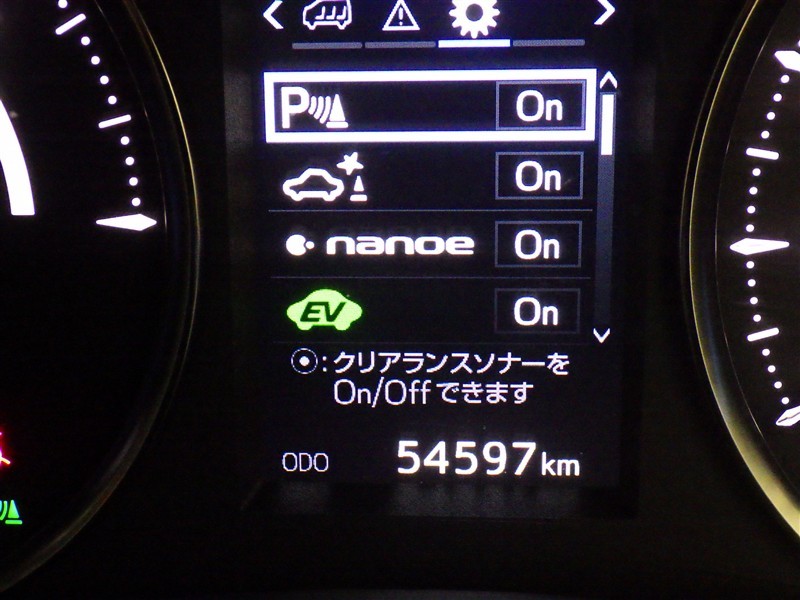 P On
On
nanoe On
EV On
⦿:クリアランスソナーを
On/Offできます
ODO 54597km